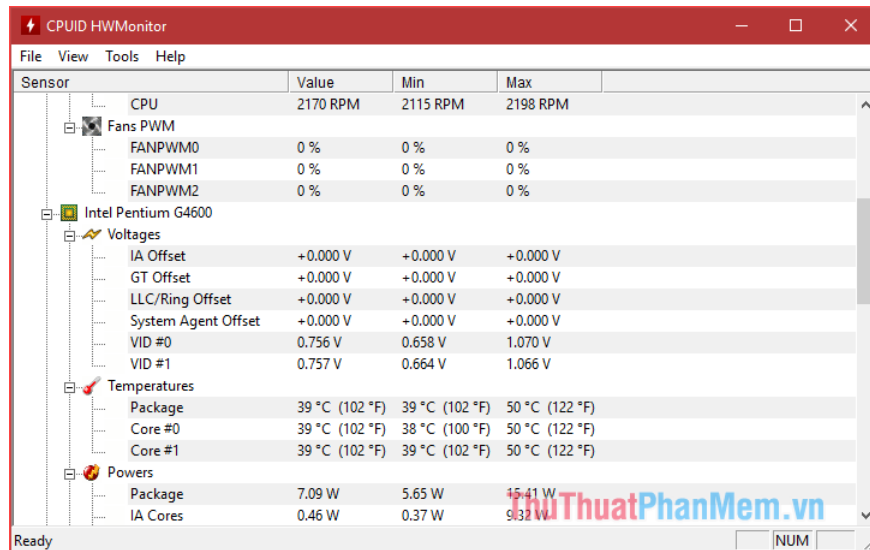 CPUID HWMonitor
File View Tools Help
Sensor Value Min Max
CPU 2170 RPM 2115 RPM 2198 RPM
Fans PWM
FANPWM0 0 % 0 % 0 %
FANPWM1 0 % 0 % 0 %
FANPWM2 0 % 0 % 0 %
Intel Pentium G4600
Voltages
IA Offset +0.000 V +0.000 V +0.000 V
GT Offset +0.000 V +0.000 V +0.000 V
LLC/Ring Offset +0.000 V +0.000 V +0.000 V
System Agent Offset +0.000 V +0.000 V +0.000 V
VID #0 0.756 V 0.658 V 1.070 V
VID #1 0.757 V 0.664 V 1.066 V
Temperatures
Package 39 °C (102 °F) 39 °C (102 °F) 50 °C (122 °F)
Core #0 39 °C (102 °F) 38 °C (100 °F) 50 °C (122 °F)
Core #1 39 °C (102 °F) 39 °C (102 °F) 50 °C (122 °F)
Powers
Package 7.09 W 5.65 W 15.41 W
IA Cores 0.46 W 0.37 W 9.32 W
ThuThuatPhanMem.vn
Ready NUM